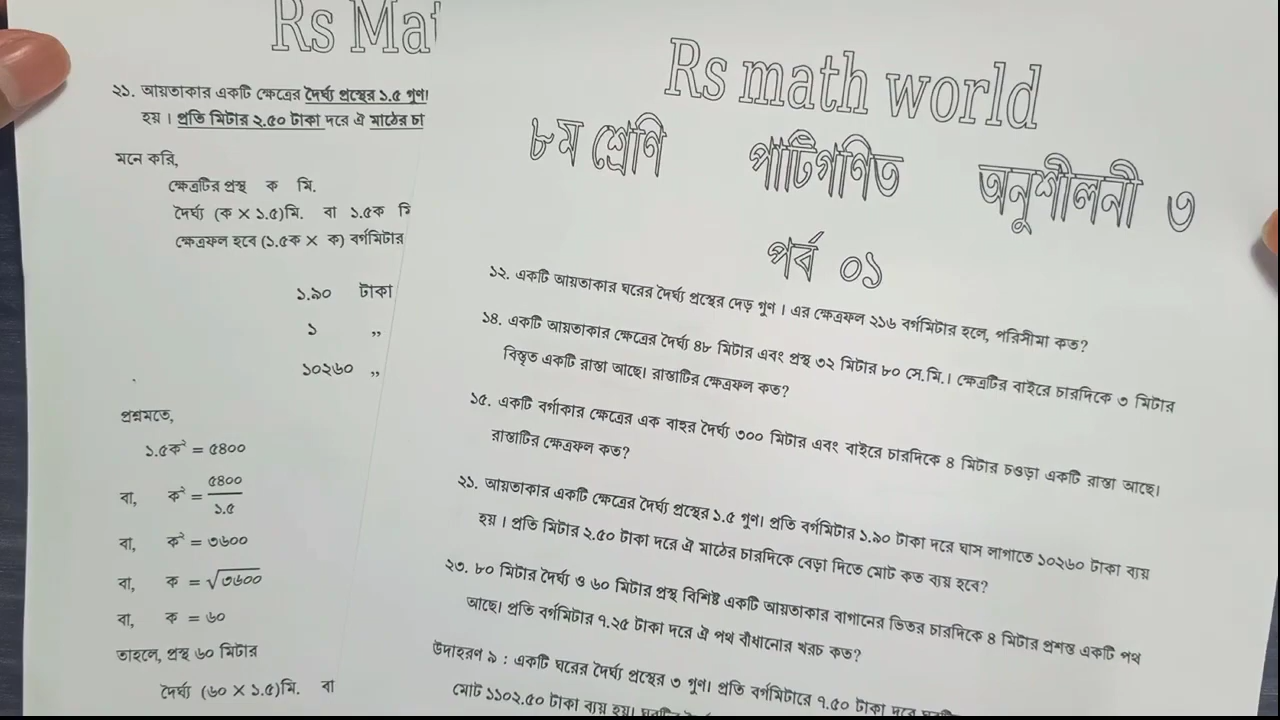 Rs Mat
২১. আয়তাকার একটি ক্ষেত্রের দৈর্ঘ্য প্রস্থের ১.৫ গুণ।
হয় । প্রতি মিটার ২.৫০ টাকা দরে ঐ মাঠের চা
মনে করি,
ক্ষেত্রটির প্রস্থ ক মি.
দৈর্ঘ্য (ক × ১.৫)মি. বা ১.৫ক মি
ক্ষেত্রফল হবে (১.৫ক × ক) বর্গমিটার
১.৯০ টাকা
১ ,,
১০২৬০ ,,
প্রশ্নমতে,
১.৫ক² = ৫৪০০
বা, ক² = ৫৪০০/১.৫
বা, ক² = ৩৬০০
বা, ক = √৩৬০০
বা, ক = ৬০
তাহলে, প্রস্থ ৬০ মিটার
দৈর্ঘ্য (৬০ × ১.৫)মি. বা
Rs math world
৮ম শ্রেণি পাটিগণিত অনুশীলনী ৩
পর্ব ০১
১২. একটি আয়তাকার ঘরের দৈর্ঘ্য প্রস্থের দেড় গুণ । এর ক্ষেত্রফল ২১৬ বর্গমিটার হলে, পরিসীমা কত?
১৪. একটি আয়তাকার ক্ষেত্রের দৈর্ঘ্য ৪৮ মিটার এবং প্রস্থ ৩২ মিটার ৮০ সে.মি.। ক্ষেত্রটির বাইরে চারদিকে ৩ মিটার
বিস্তৃত একটি রাস্তা আছে। রাস্তাটির ক্ষেত্রফল কত?
১৫. একটি বর্গাকার ক্ষেত্রের এক বাহুর দৈর্ঘ্য ৩০০ মিটার এবং বাইরে চারদিকে ৪ মিটার চওড়া একটি রাস্তা আছে।
রাস্তাটির ক্ষেত্রফল কত?
২১. আয়তাকার একটি ক্ষেত্রের দৈর্ঘ্য প্রস্থের ১.৫ গুণ। প্রতি বর্গমিটার ১.৯০ টাকা দরে ঘাস লাগাতে ১০২৬০ টাকা ব্যয়
হয় । প্রতি মিটার ২.৫০ টাকা দরে ঐ মাঠের চারদিকে বেড়া দিতে মোট কত ব্যয় হবে?
২৩. ৮০ মিটার দৈর্ঘ্য ও ৬০ মিটার প্রস্থ বিশিষ্ট একটি আয়তাকার বাগানের ভিতর চারদিকে ৪ মিটার প্রশস্ত একটি পথ
আছে। প্রতি বর্গমিটার ৭.২৫ টাকা দরে ঐ পথ বাঁধানোর খরচ কত?
উদাহরণ ৯ : একটি ঘরের দৈর্ঘ্য প্রস্থের ৩ গুণ। প্রতি বর্গমিটারে ৭.৫০ টাকা দরে
মোট ১১০২.৫০ টাকা ব্যয় হয়।